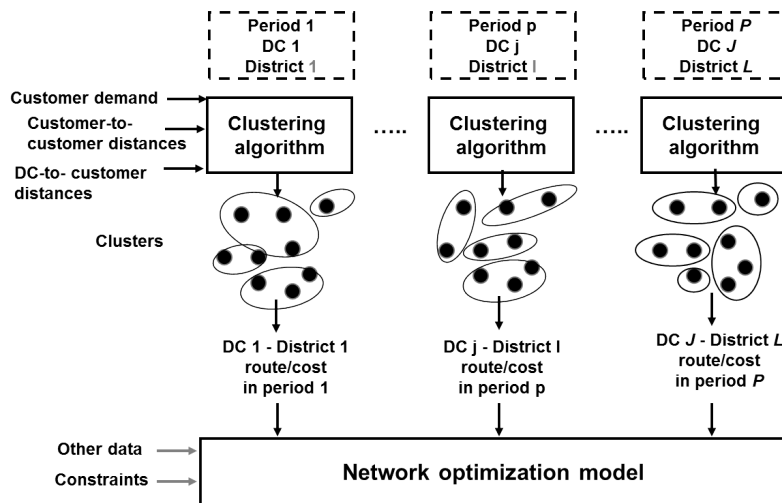 Period 1
DC 1
District 1
Period p
DC j
District l
Period P
DC J
District L
Customer demand
Customer-to-
customer distances
DC-to- customer
distances
Clustering
algorithm
.....
Clustering
algorithm
.....
Clustering
algorithm
Clusters
DC 1 - District 1
route/cost
in period 1
DC j - District l
route/cost
in period p
DC J - District L
route/cost
in period P
Other data
Constraints
Network optimization model